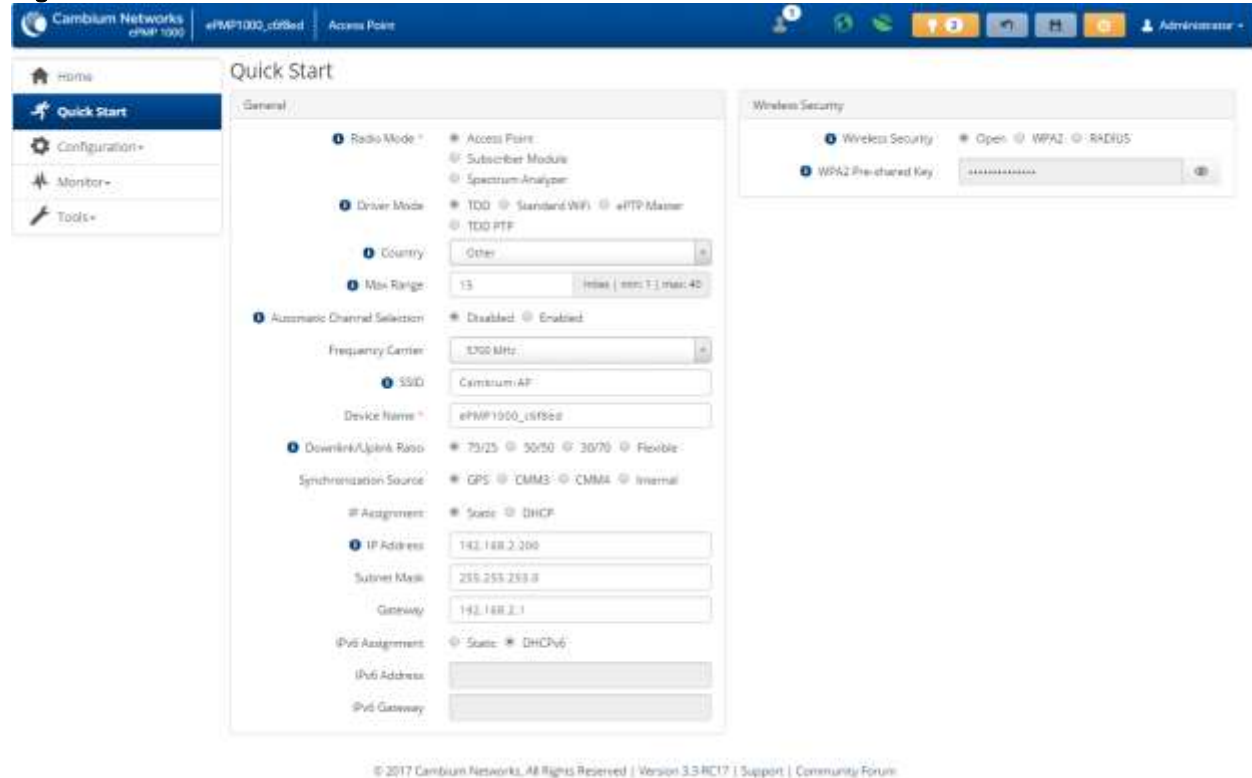 Cambium Networks
ePMP 1000
ePMP1000_c6f8ed
Access Point
1
3
Administrator
Home
Quick Start
Configuration
Monitor
Tools
Quick Start
General
Radio Mode *
Access Point
Subscriber Module
Spectrum Analyzer
Driver Mode
TDD Standard WiFi ePTP Master
TDD PTP
Country
Other
Max Range
15
miles | min: 1 | max: 40
Automatic Channel Selection
Disabled Enabled
Frequency Carrier
5700 MHz
SSID
Cambium-AP
Device Name *
ePMP1000_c6f8ed
Downlink/Uplink Ratio
75/25 50/50 30/70 Flexible
Synchronization Source
GPS CMM3 CMM4 Internal
IP Assignment
Static DHCP
IP Address
192.168.2.200
Subnet Mask
255.255.255.0
Gateway
192.168.2.1
IPv6 Assignment
Static DHCPv6
IPv6 Address
IPv6 Gateway
Wireless Security
Wireless Security
Open WPA2 RADIUS
WPA2 Pre-shared Key
© 2017 Cambium Networks, All Rights Reserved | Version 3.3-RC17 | Support | Community Forum